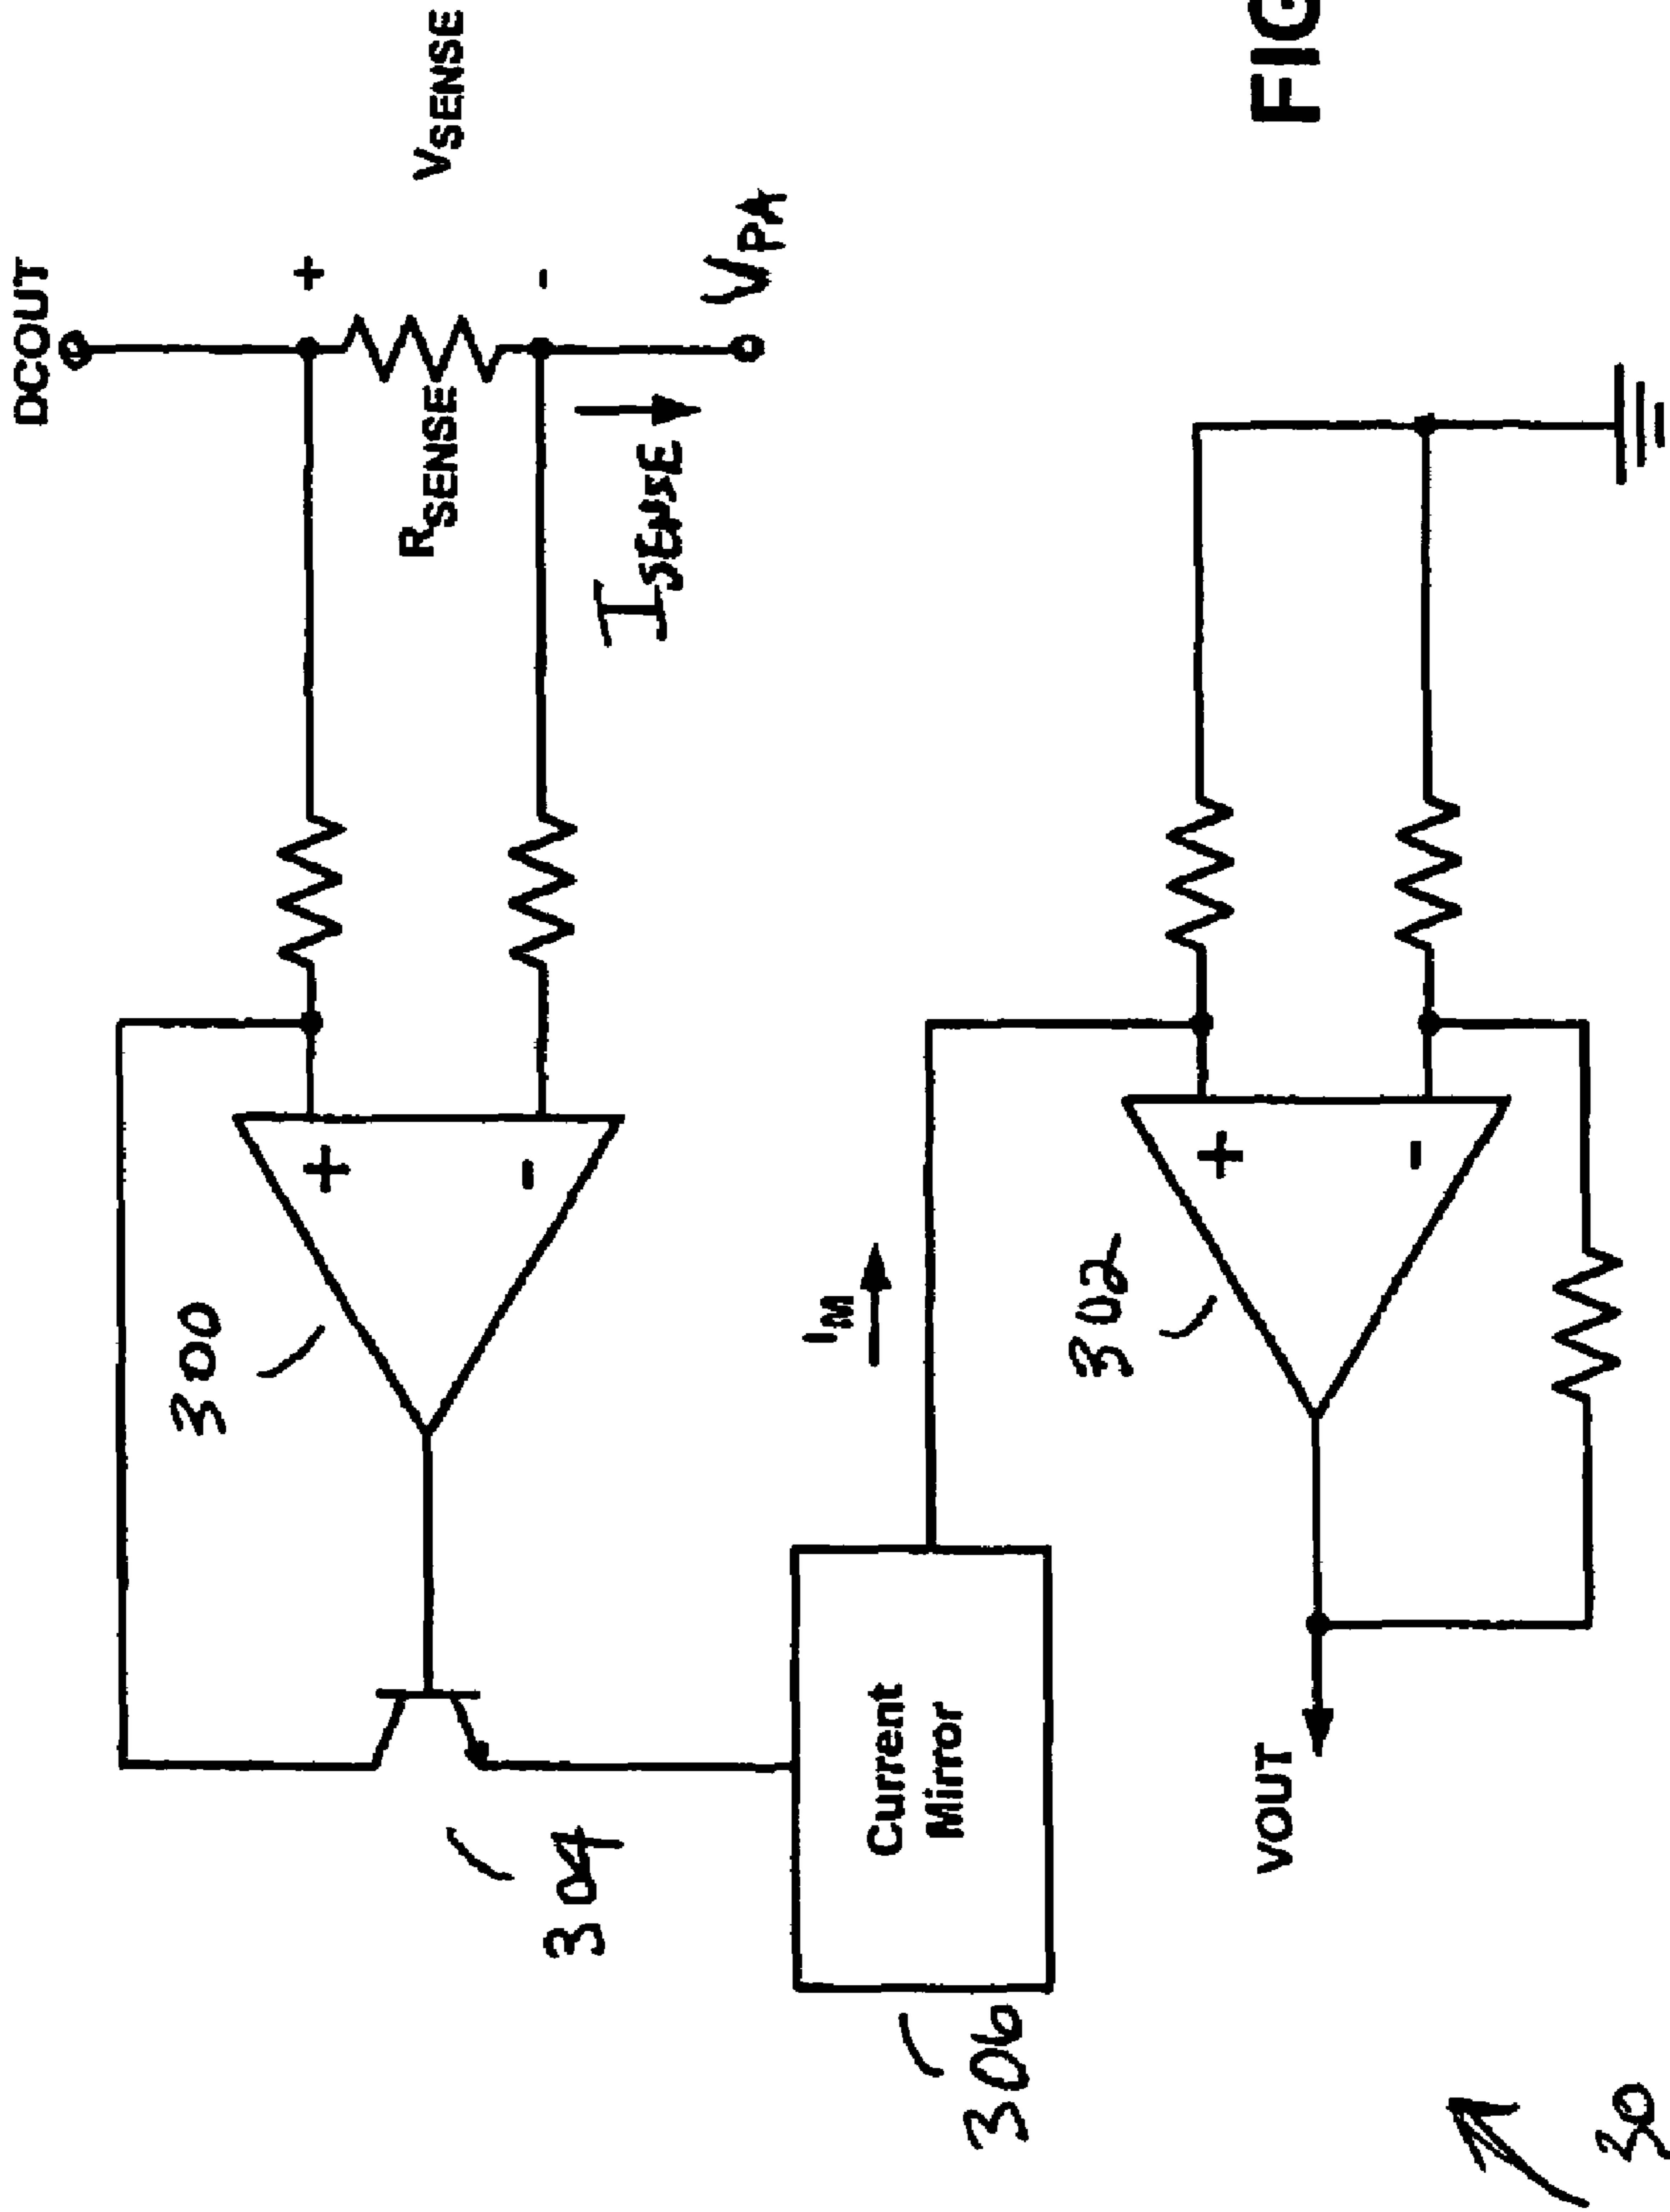 DCOUT
+
VSENSE
RSENSE
-
ISENSE
VPA
300
+
-
304
IM
Current
Mirror
306
302
+
-
VOUT
30
FIG